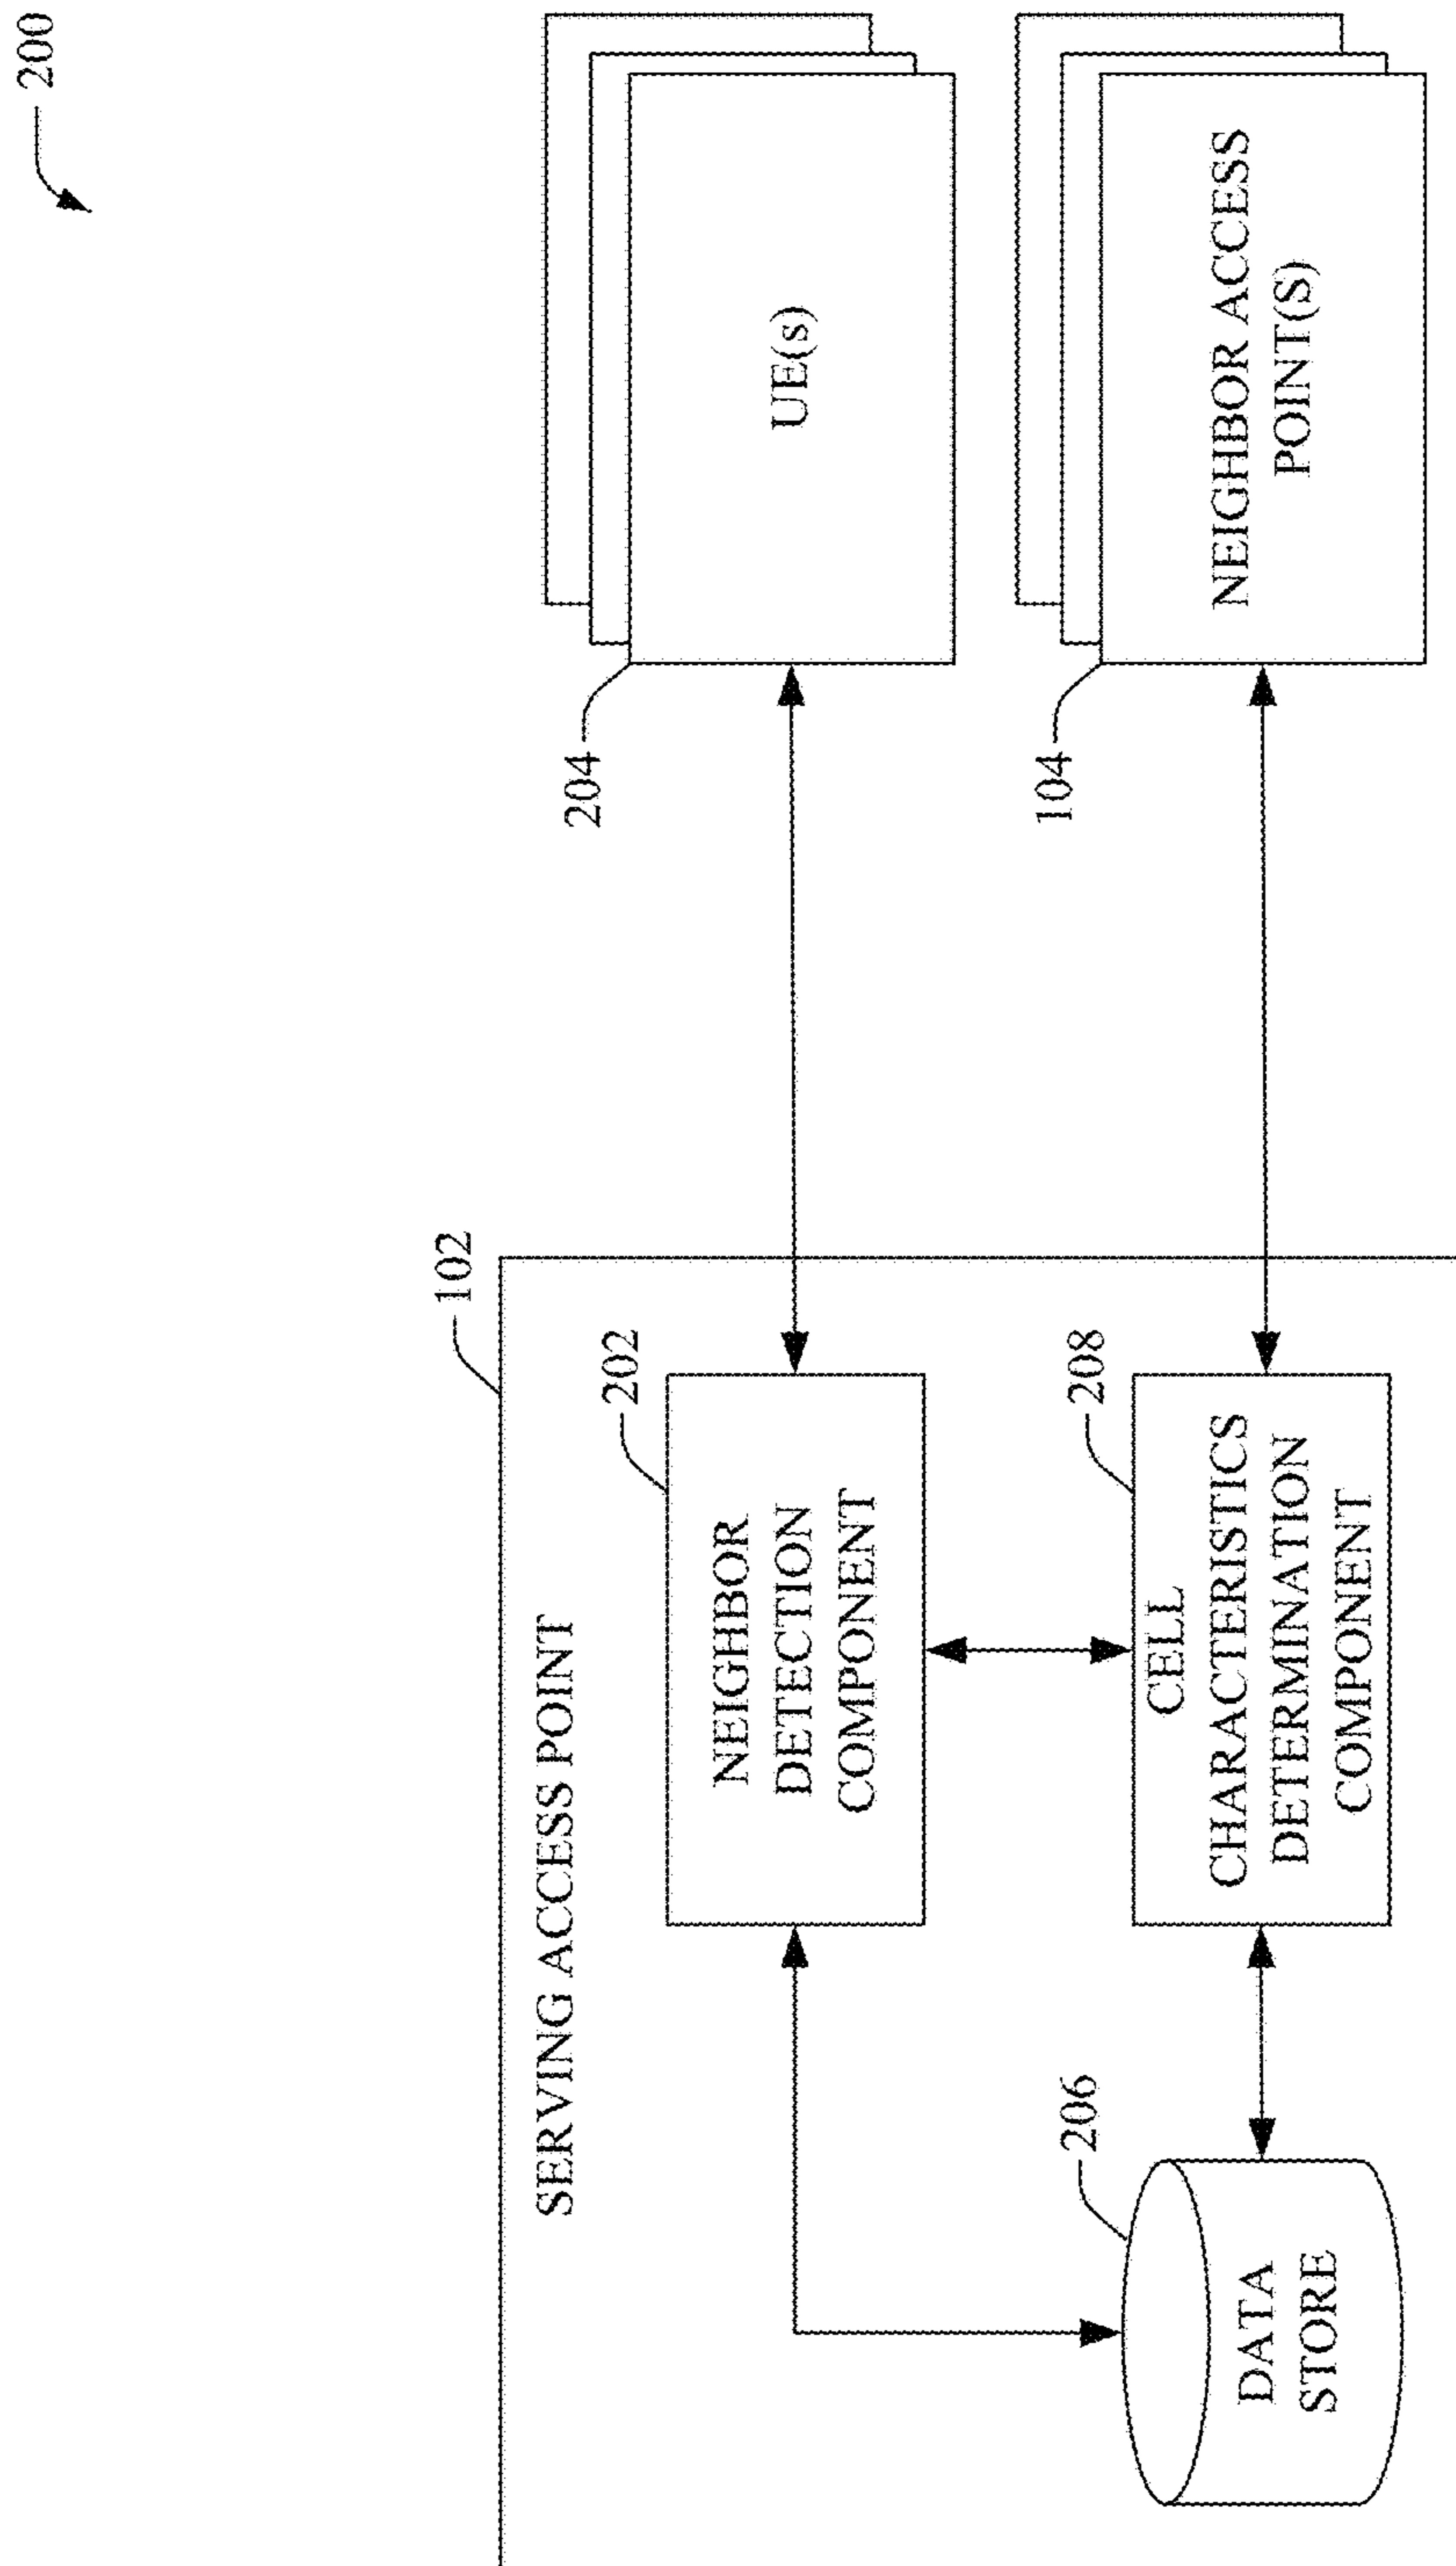 200
102
SERVING ACCESS POINT
202
NEIGHBOR
DETECTION
COMPONENT
204
UE(s)
206
DATA
STORE
208
CELL
CHARACTERISTICS
DETERMINATION
COMPONENT
104
NEIGHBOR ACCESS
POINT(S)